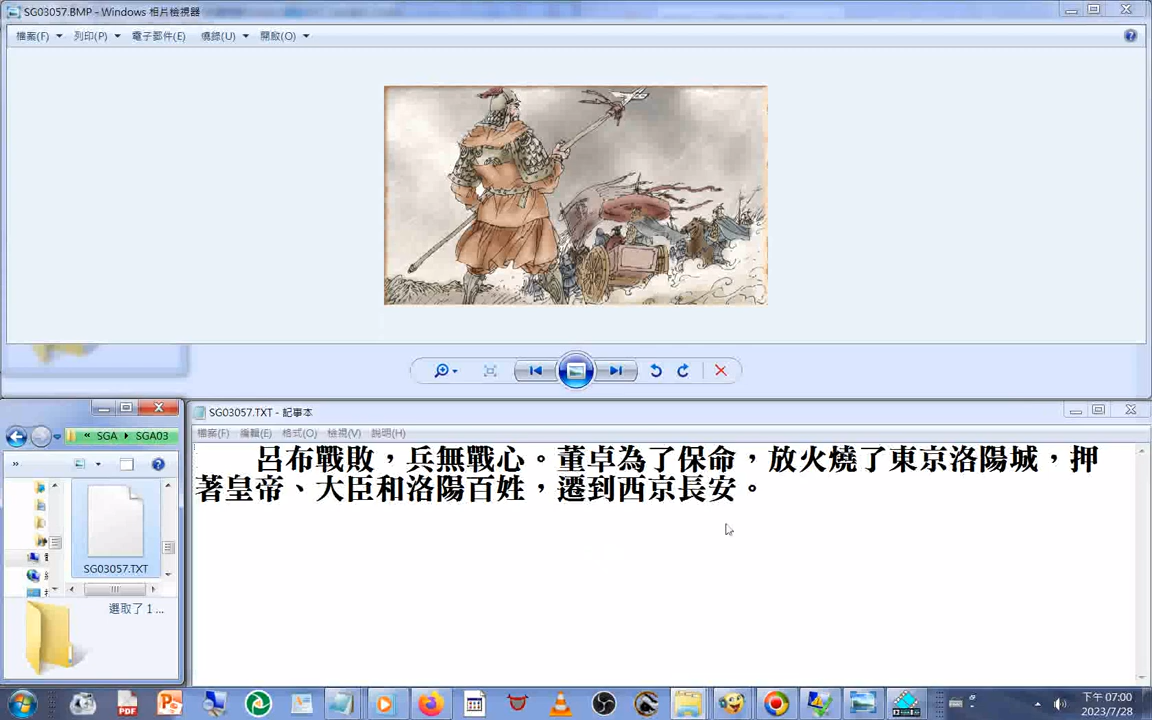 SG03057.BMP - Windows 相片檢視器
檔案(F) 列印(P) 電子郵件(E) 燒錄(U) 開啟(O)
SGA SGA03
SG03057.TXT
選取了 1 ...
SG03057.TXT - 記事本
檔案(F) 編輯(E) 格式(O) 檢視(V) 說明(H)
呂布戰敗，兵無戰心。董卓為了保命，放火燒了東京洛陽城，押
著皇帝、大臣和洛陽百姓，遷到西京長安。
PDF
下午 07:00
2023/7/28